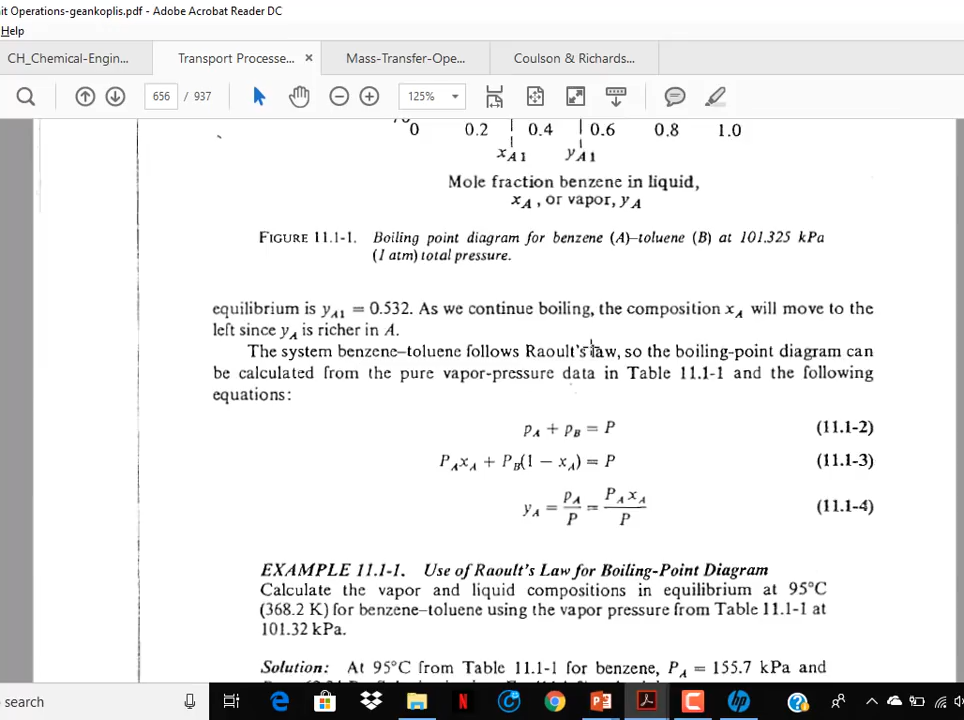 it Operations-geankoplis.pdf - Adobe Acrobat Reader DC
Help
CH_Chemical-Engin...
Transport Processe... ×
Mass-Transfer-Ope...
Coulson & Richards...
656 / 937
125%
0 0.2 0.4 0.6 0.8 1.0
xA1 yA1
Mole fraction benzene in liquid,
xA, or vapor, yA
FIGURE 11.1-1. Boiling point diagram for benzene (A)–toluene (B) at 101.325 kPa
(1 atm) total pressure.
equilibrium is yA1 = 0.532. As we continue boiling, the composition xA will move to the
left since yA is richer in A.
The system benzene–toluene follows Raoult's law, so the boiling-point diagram can
be calculated from the pure vapor-pressure data in Table 11.1-1 and the following
equations:
pA + pB = P (11.1-2)
PAxA + PB(1 − xA) = P (11.1-3)
yA = pA/P = PAxA/P (11.1-4)
EXAMPLE 11.1-1. Use of Raoult's Law for Boiling-Point Diagram
Calculate the vapor and liquid compositions in equilibrium at 95°C
(368.2 K) for benzene–toluene using the vapor pressure from Table 11.1-1 at
101.32 kPa.
Solution: At 95°C from Table 11.1-1 for benzene, PA = 155.7 kPa and
search